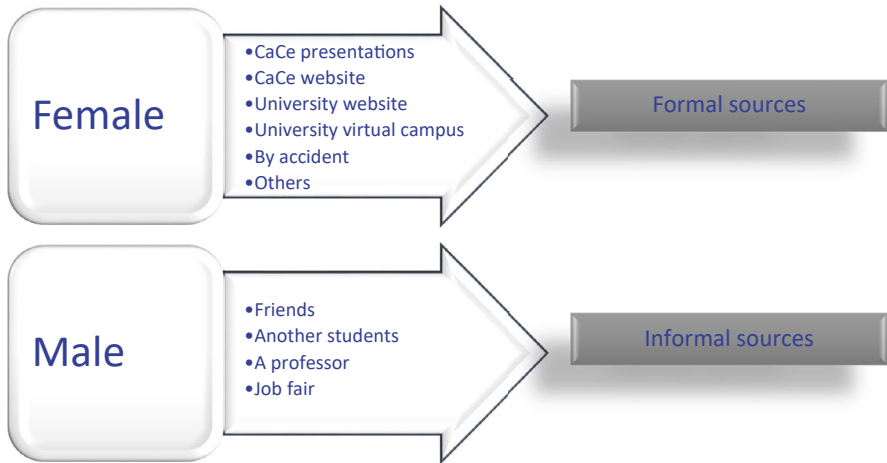 Female
•CaCe presentations
•CaCe website
•University website
•University virtual campus
•By accident
•Others
Formal sources
Male
•Friends
•Another students
•A professor
•Job fair
Informal sources